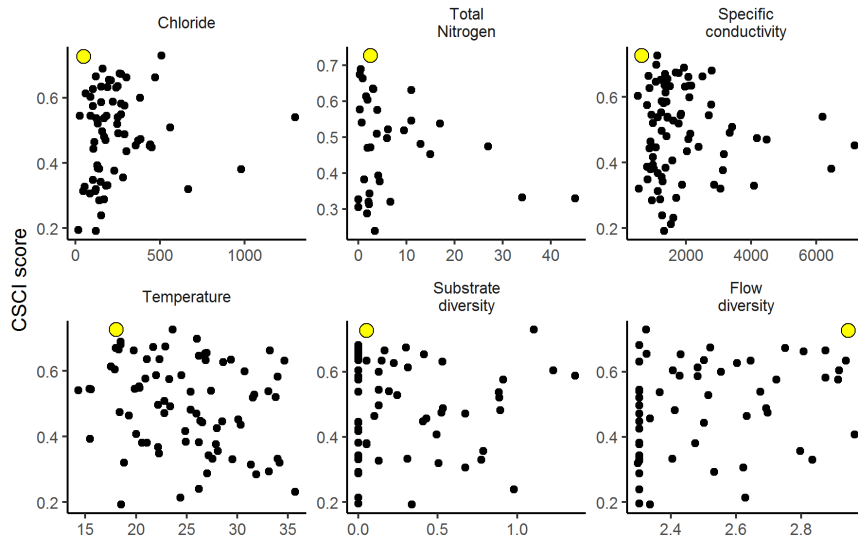 Chloride
Total
Nitrogen
Specific
conductivity
0.6
0.4
0.2
0.7
0.6
0.5
0.4
0.3
0.6
0.4
0.2
0 500 1000
0 10 20 30 40
2000 4000 6000
CSCI score
Temperature
Substrate
diversity
Flow
diversity
0.6
0.4
0.2
0.6
0.4
0.2
0.6
0.4
0.2
15 20 25 30 35
0.0 0.5 1.0
2.4 2.6 2.8